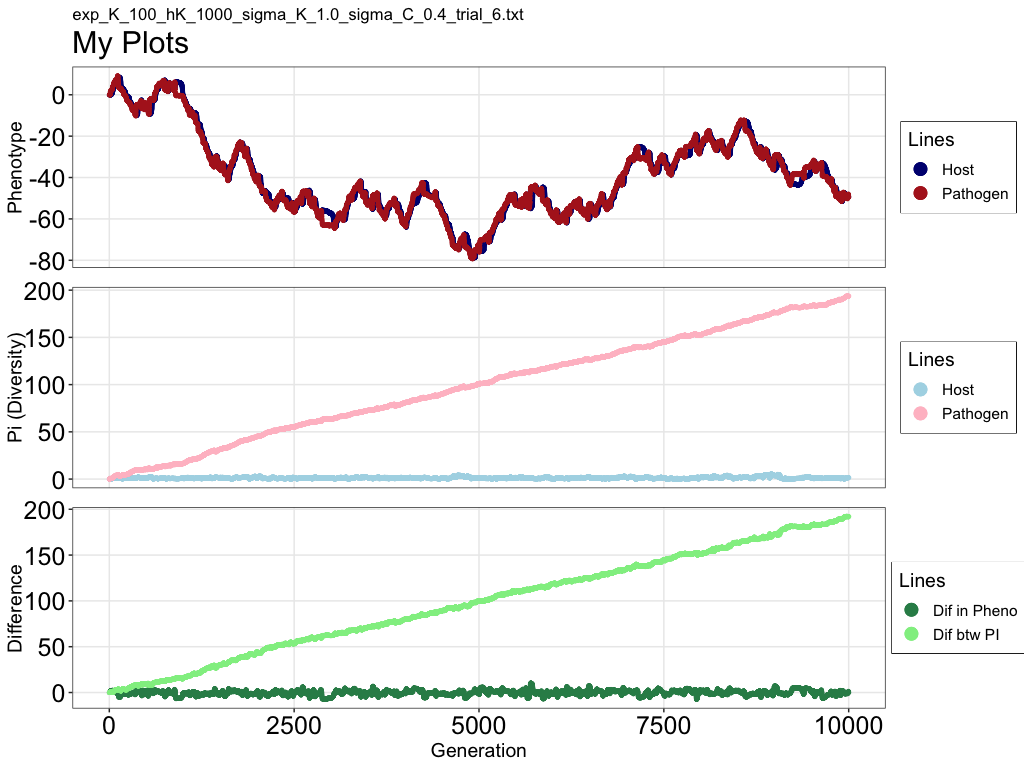 exp_K_100_hK_1000_sigma_K_1.0_sigma_C_0.4_trial_6.txt
My Plots
Phenotype
0
-20
-40
-60
-80
Lines
Host
Pathogen
Pi (Diversity)
200
150
100
50
0
Lines
Host
Pathogen
Difference
200
150
100
50
0
Lines
Dif in Pheno
Dif btw PI
0
2500
5000
7500
10000
Generation